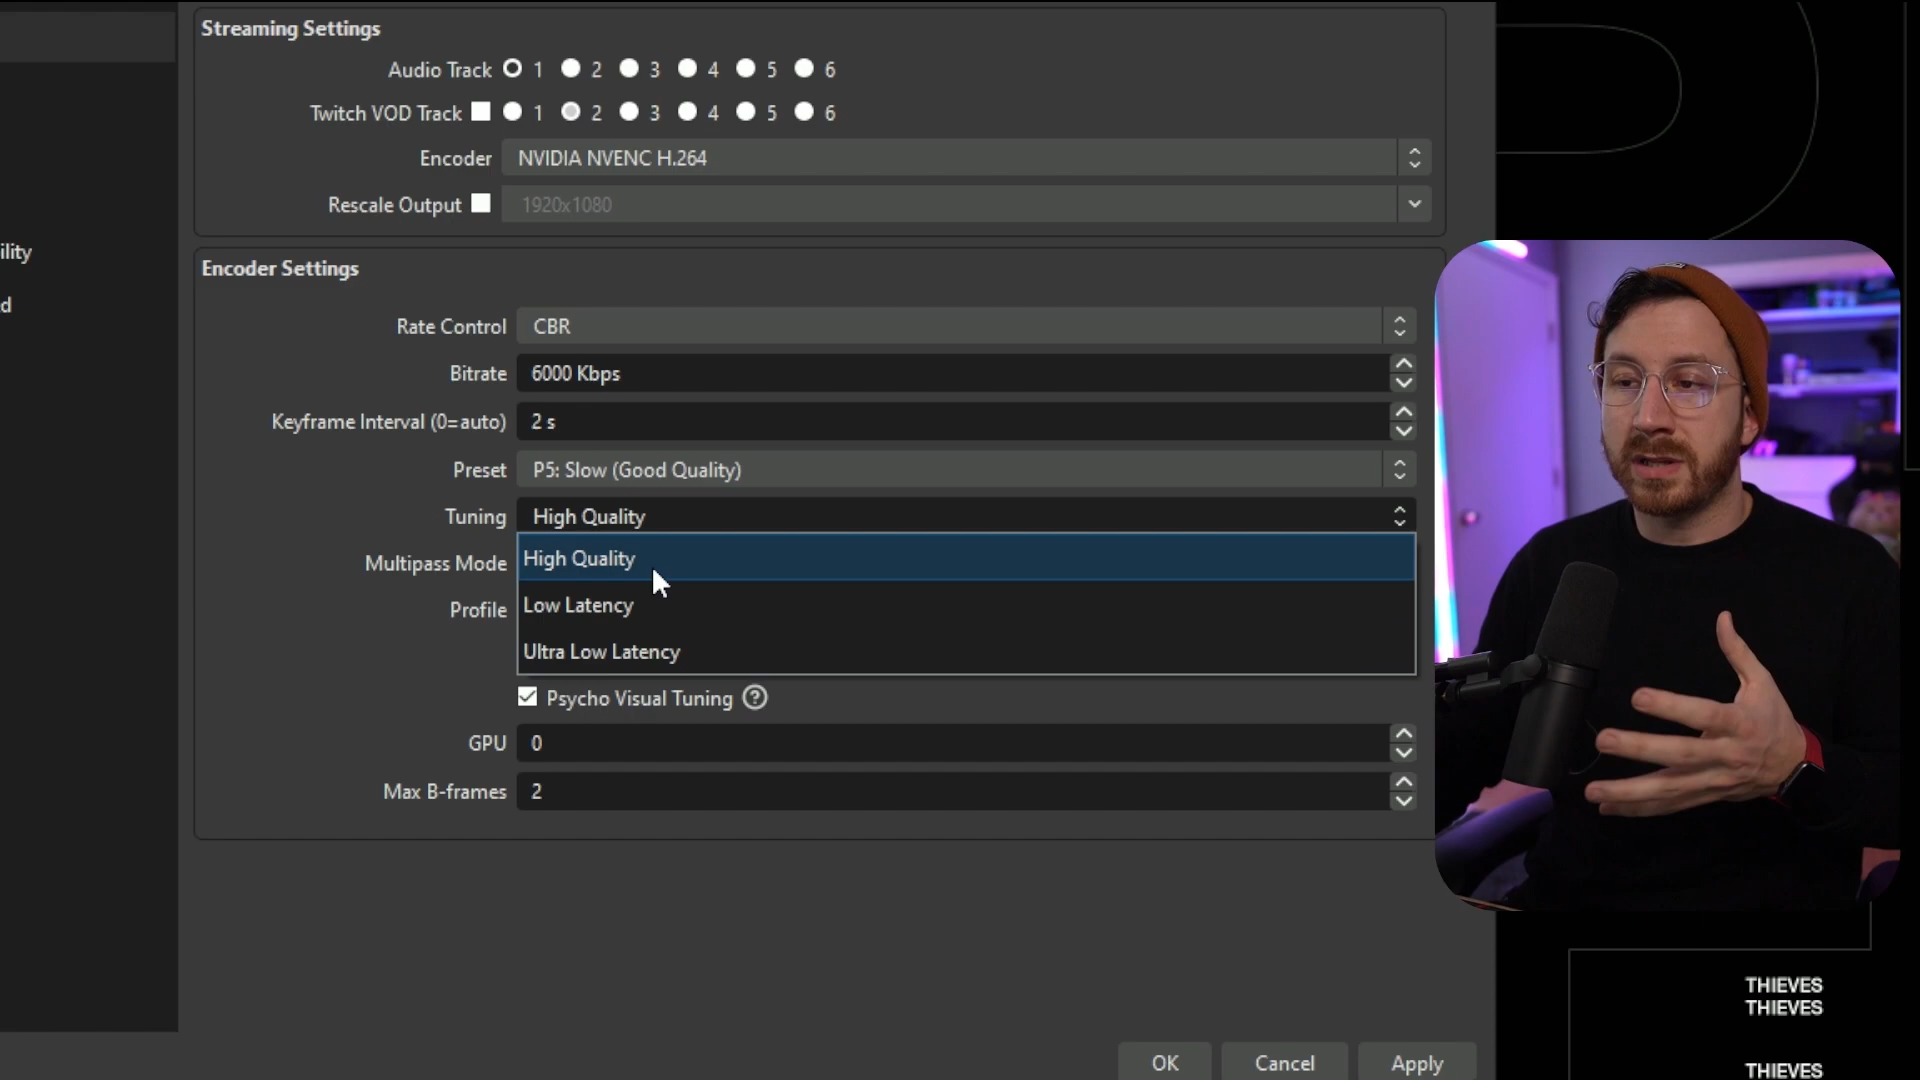 Streaming Settings
Audio Track 1 2 3 4 5 6
Twitch VOD Track 1 2 3 4 5 6
Encoder NVIDIA NVENC H.264
Rescale Output 1920x1080
ility
Encoder Settings
d
Rate Control CBR
Bitrate 6000 Kbps
Keyframe Interval (0=auto) 2 s
Preset P5: Slow (Good Quality)
Tuning High Quality
High Quality
Multipass Mode
Low Latency
Profile
Ultra Low Latency
Psycho Visual Tuning ?
GPU 0
Max B-frames 2
THIEVES
THIEVES
THIEVES
OK Cancel Apply